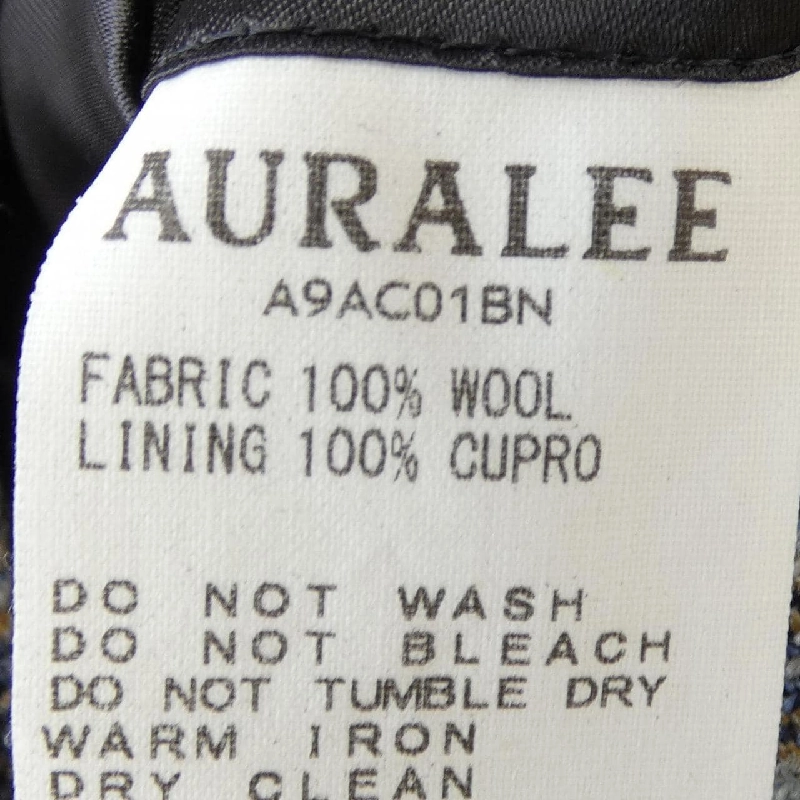 AURALEE
A9AC01BN
FABRIC 100% WOOL
LINING 100% CUPRO
DO NOT WASH
DO NOT BLEACH
DO NOT TUMBLE DRY
WARM IRON
DRY CLEAN